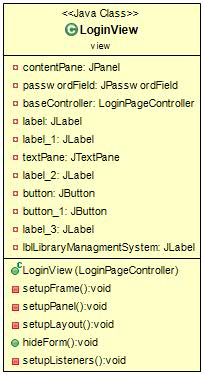 <<Java Class>>
LoginView
view
contentPane: JPanel
passwordField: JPasswordField
baseController: LoginPageController
label: JLabel
label_1: JLabel
textPane: JTextPane
label_2: JLabel
button: JButton
button_1: JButton
label_3: JLabel
lblLibraryManagmentSystem: JLabel
LoginView(LoginPageController)
setupFrame():void
setupPanel():void
setupLayout():void
hideForm():void
setupListeners():void